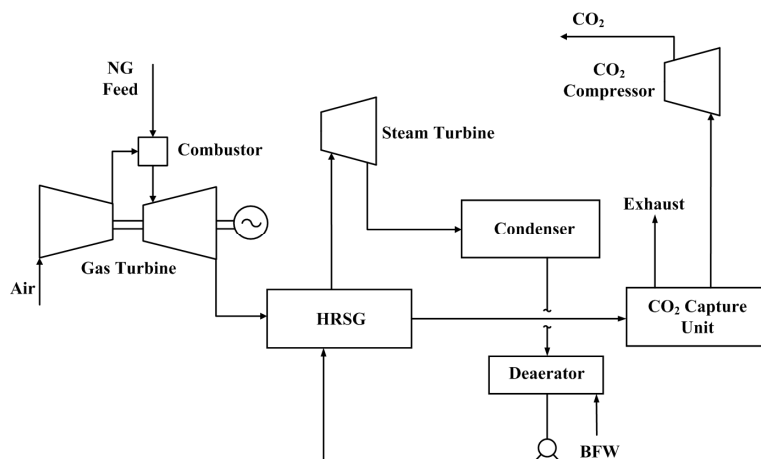 CO₂
NG
Feed
CO₂
Compressor
Steam Turbine
Combustor
Exhaust
Condenser
Gas Turbine
Air
HRSG
CO₂ Capture
Unit
Deaerator
BFW